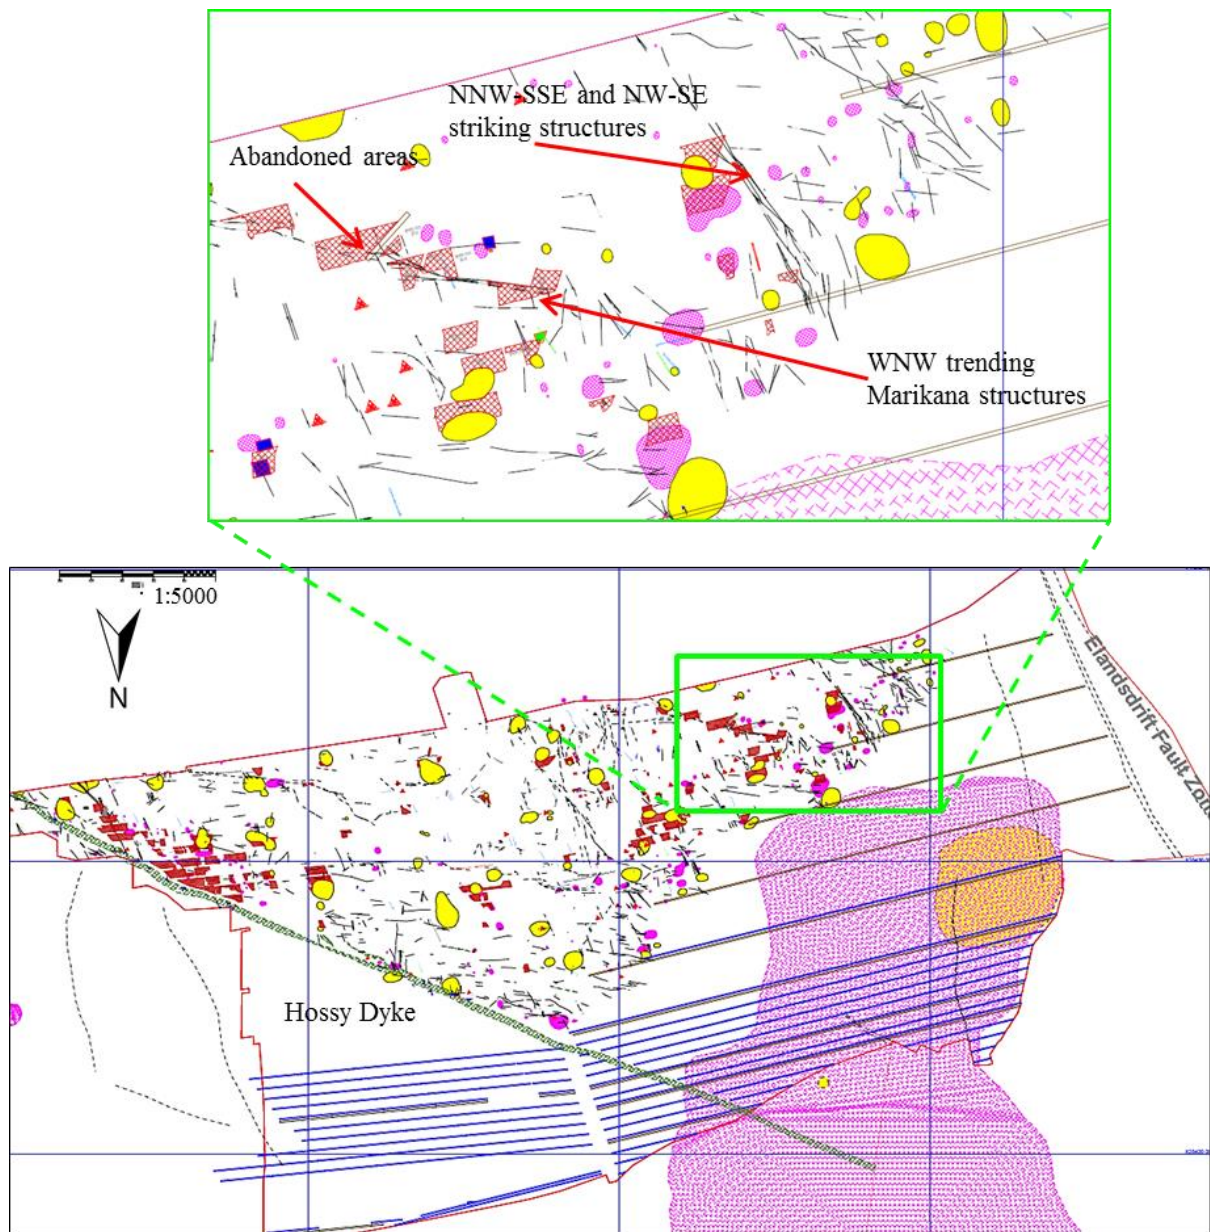 NNW-SSE and NW-SE
striking structures
Abandoned areas
WNW trending
Marikana structures
1:5000
N
Elandsdrift Fault Zon
Hossy Dyke